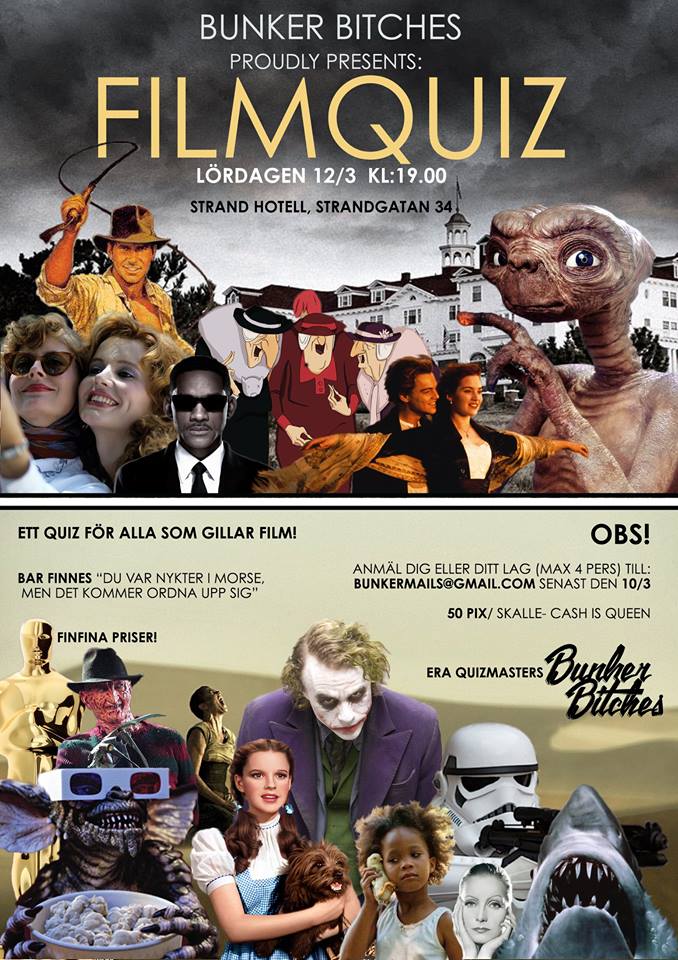 BUNKER BITCHES
PROUDLY PRESENTS:
FILMQUIZ
LÖRDAGEN 12/3 KL:19.00
STRAND HOTELL, STRANDGATAN 34
ETT QUIZ FÖR ALLA SOM GILLAR FILM!
BAR FINNES “DU VAR NYKTER I MORSE,
MEN DET KOMMER ORDNA UPP SIG”
FINFINA PRISER!
OBS!
ANMÄL DIG ELLER DITT LAG (MAX 4 PERS) TILL:
BUNKERMAILS@GMAIL.COM SENAST DEN 10/3
50 PIX/ SKALLE- CASH IS QUEEN
ERA QUIZMASTERS Bunker
Bitches